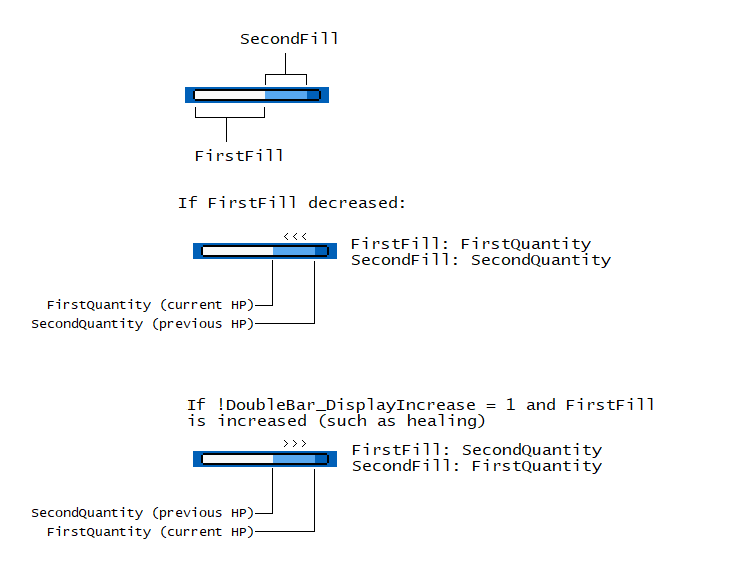 SecondFill
FirstFill
If FirstFill decreased:
<<<
FirstFill: FirstQuantity
SecondFill: SecondQuantity
FirstQuantity (current HP)
SecondQuantity (previous HP)
If !DoubleBar_DisplayIncrease = 1 and FirstFill
is increased (such as healing)
>>>
FirstFill: SecondQuantity
SecondFill: FirstQuantity
SecondQuantity (previous HP)
FirstQuantity (current HP)